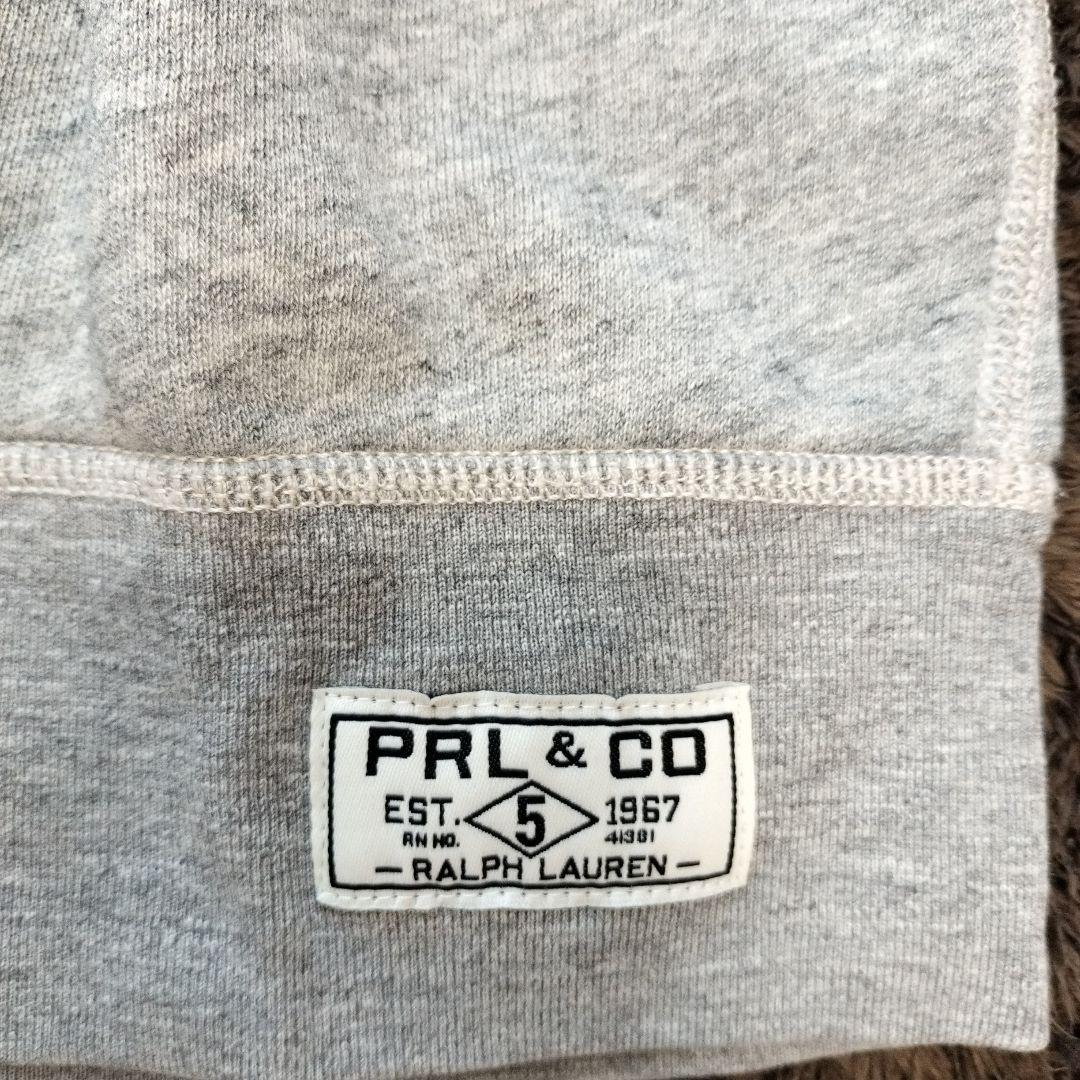 PRL & CO
EST. 5 1967
RN NO. 41381
— RALPH LAUREN —